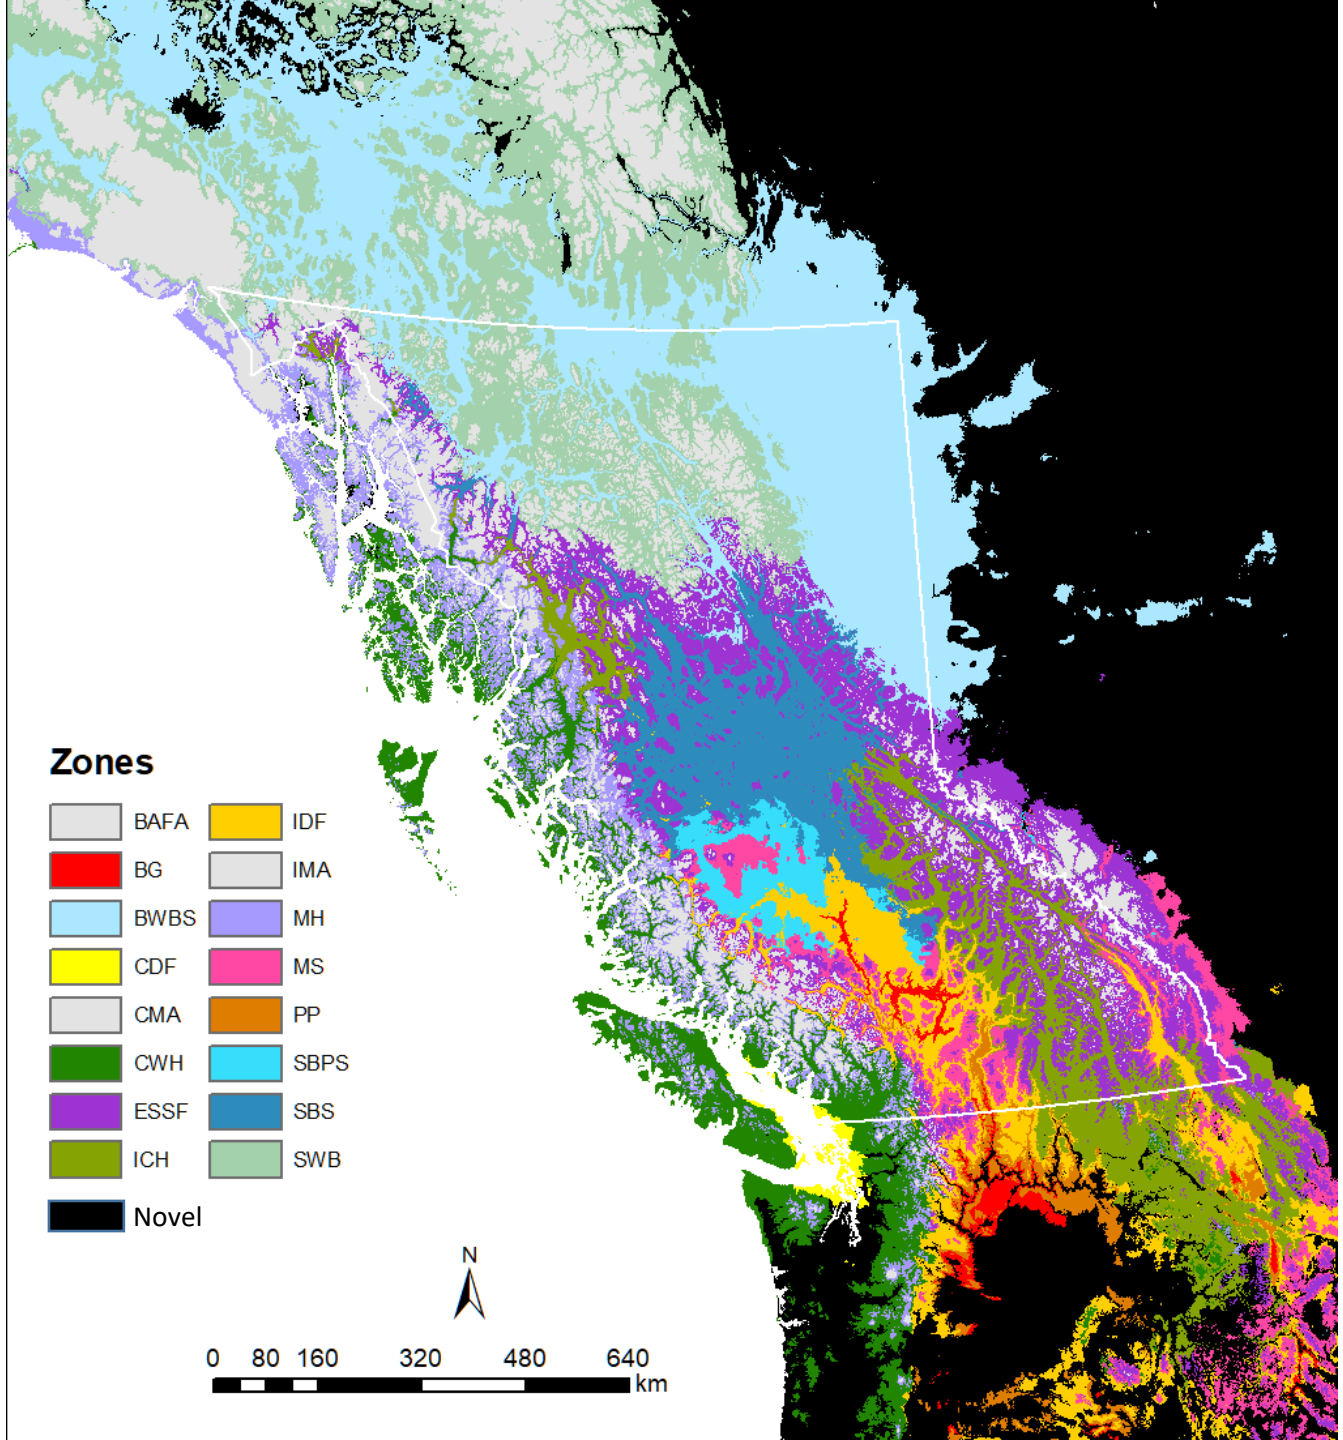 Zones
BAFA IDF
BG IMA
BWBS MH
CDF MS
CMA PP
CWH SBPS
ESSF SBS
ICH SWB
Novel
N
0 80 160 320 480 640
km